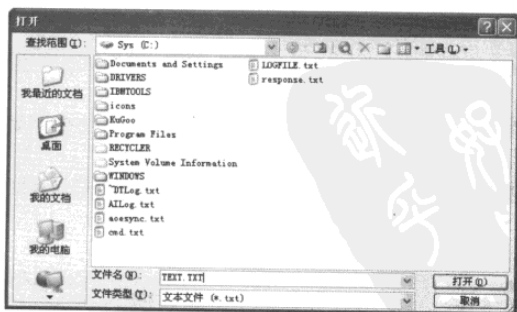 打开
查找范围(I):
Sys (C:)
工具(L)
我最近的文档
桌面
我的文档
我的电脑
Documents and Settings
DRIVERS
IBMTOOLS
icons
KuGoo
Program Files
RECYCLER
System Volume Information
WINDOWS
~DTLog.txt
AILog.txt
acesync.txt
cmd.txt
LOGFILE.txt
response.txt
文件名(N):
TEXT.TXT
打开(O)
文件类型(T):
文本文件 (*.txt)
取消